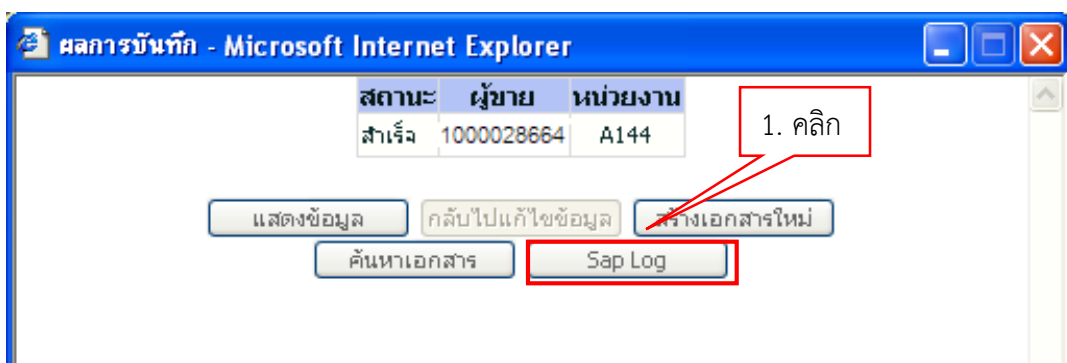 ผลการบันทึก - Microsoft Internet Explorer
สถานะ ผู้ขาย หน่วยงาน
สำเร็จ 1000028664 A144
1. คลิก
แสดงข้อมูล กลับไปแก้ไขข้อมูล สร้างเอกสารใหม่
ค้นหาเอกสาร Sap Log